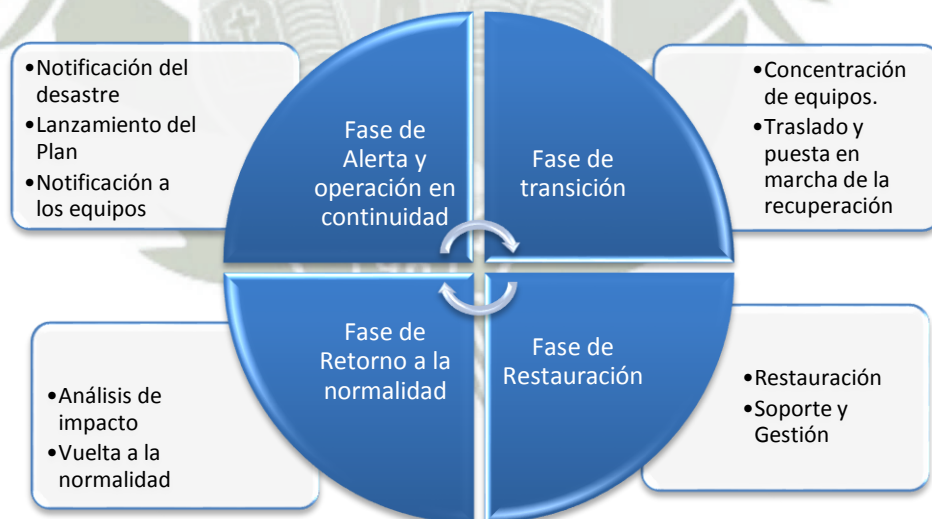 •Notificación del
desastre
•Lanzamiento del
Plan
•Notificación a
los equipos
Fase de
Alerta y
operación en
continuidad
Fase de
transición
•Concentración
de equipos.
•Traslado y
puesta en
marcha de la
recuperación
•Análisis de
impacto
•Vuelta a la
normalidad
Fase de
Retorno a la
normalidad
Fase de
Restauración
•Restauración
•Soporte y
Gestión